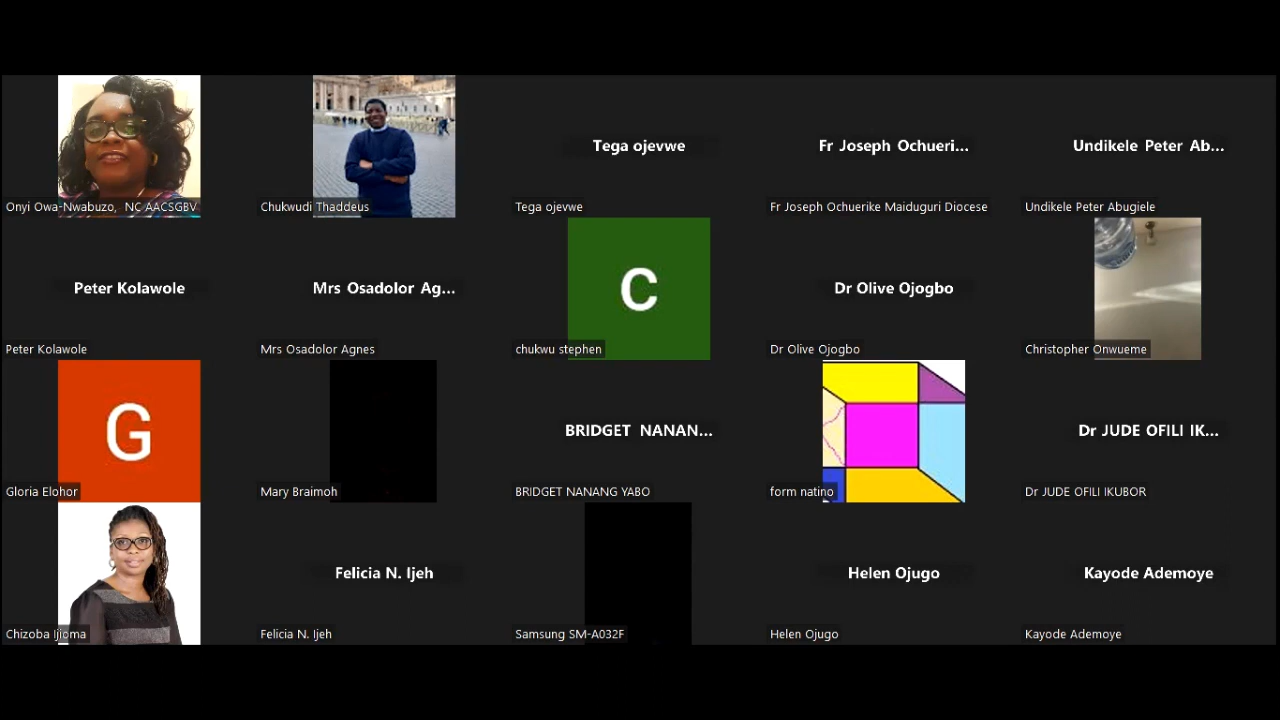 Onyi Owa-Nwabuzo, NC AACSGBV
Chukwudi Thaddeus
Tega ojevwe
Tega ojevwe
Fr Joseph Ochueri...
Fr Joseph Ochuerike Maiduguri Diocese
Undikele Peter Ab...
Undikele Peter Abugiele
Peter Kolawole
Peter Kolawole
Mrs Osadolor Ag...
Mrs Osadolor Agnes
C
chukwu stephen
Dr Olive Ojogbo
Dr Olive Ojogbo
Christopher Onwueme
G
Gloria Elohor
Mary Braimoh
BRIDGET NANAN...
BRIDGET NANANG YABO
form natino
Dr JUDE OFILI IK...
Dr JUDE OFILI IKUBOR
Chizoba Ijioma
Felicia N. Ijeh
Felicia N. Ijeh
Samsung SM-A032F
Helen Ojugo
Helen Ojugo
Kayode Ademoye
Kayode Ademoye